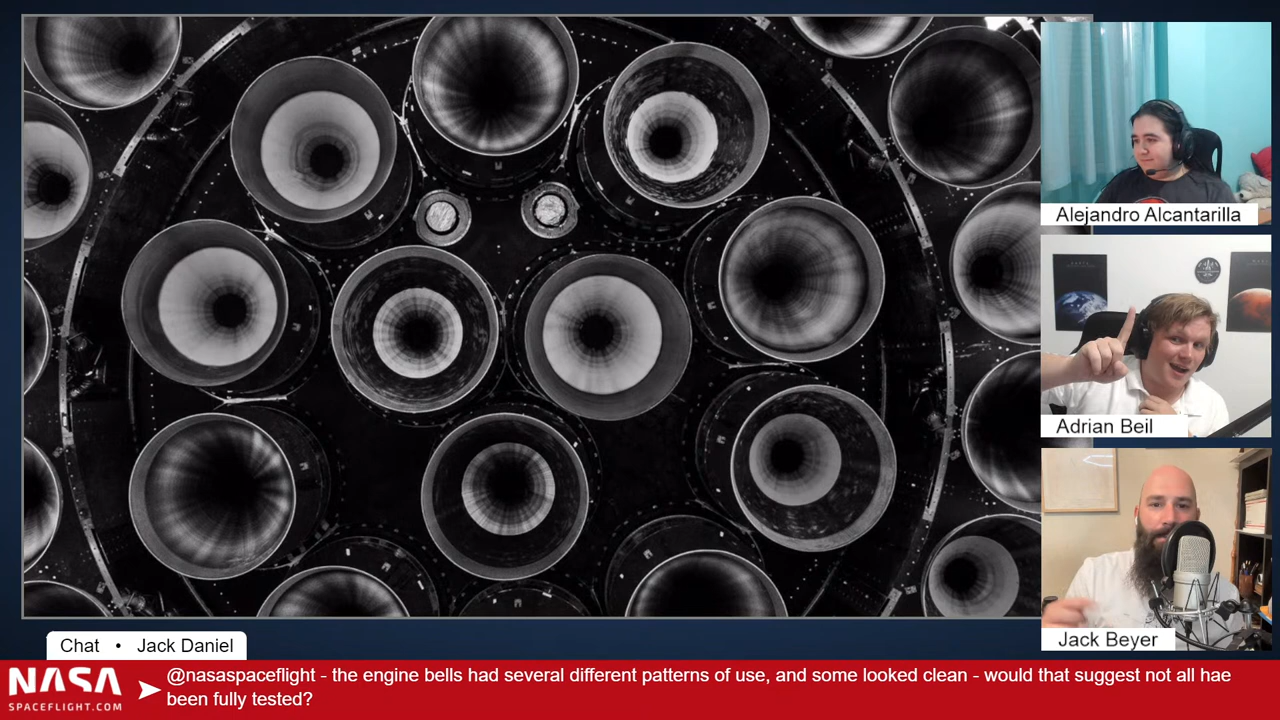 Alejandro Alcantarilla
Adrian Beil
Jack Beyer
Chat • Jack Daniel
NASA
SPACEFLIGHT.COM
@nasaspaceflight - the engine bells had several different patterns of use, and some looked clean - would that suggest not all hae
been fully tested?